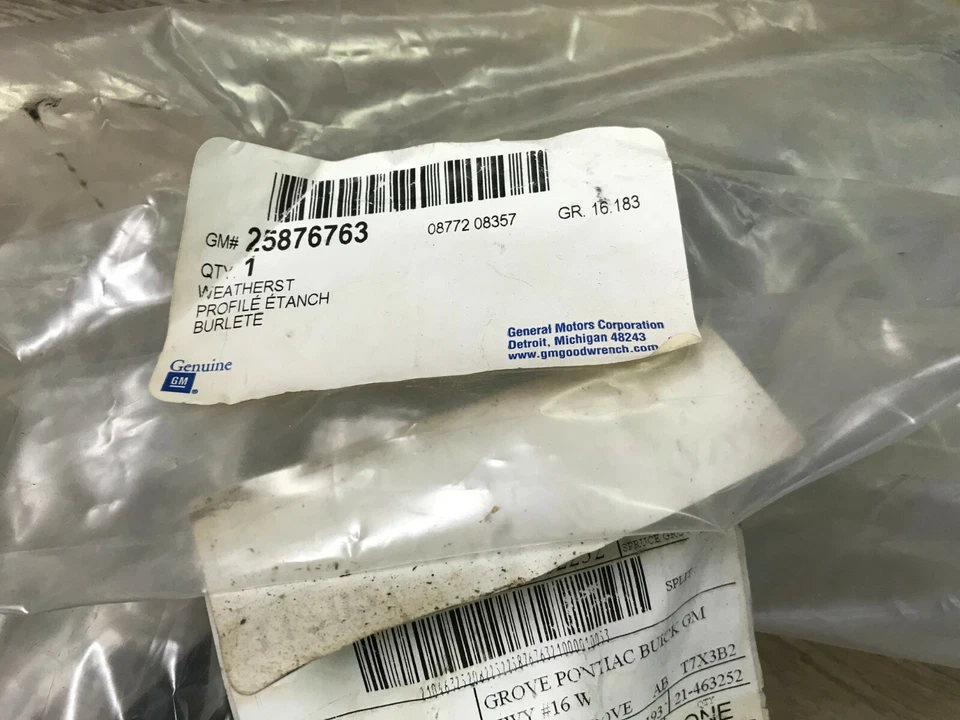 GM# 25876763
08772 08357
GR. 16.183
QTY. 1
WEATHERST
PROFILÉ ÉTANCH
BURLETE
General Motors Corporation
Detroit, Michigan 48243
www.gmgoodwrench.com
Genuine
GM
SPRUCE
GROVE PONTIAC BUICK GM
#16 W
AB T7X3B2
21-463252
ONE